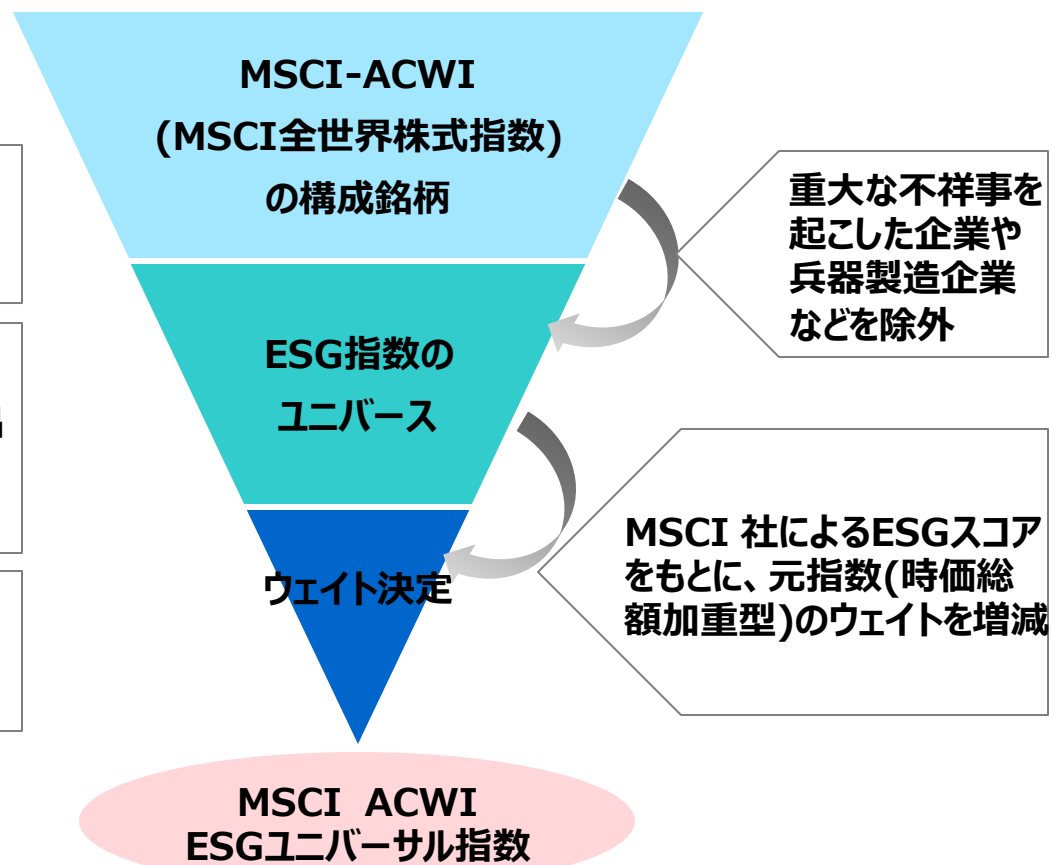 MSCI-ACWI
(MSCI全世界株式指数)
の構成銘柄
重大な不祥事を
起こした企業や
兵器製造企業
などを除外
ESG指数の
ユニバース
MSCI 社によるESGスコア
をもとに、元指数(時価総
額加重型)のウェイトを増減
ウェイト決定
MSCI ACWI
ESGユニバーサル指数